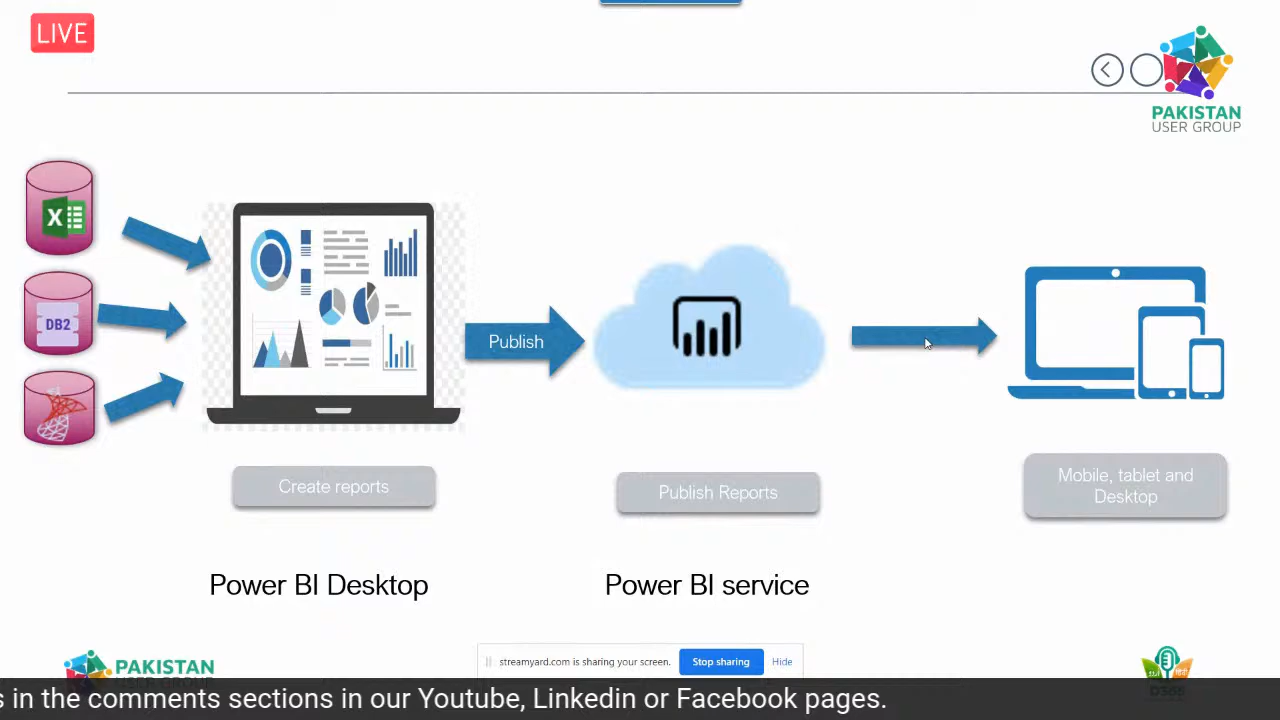 LIVE
PAKISTAN
USER GROUP
X
DB2
Publish
Create reports
Publish Reports
Mobile, tablet and
Desktop
Power BI Desktop
Power BI service
streamyard.com is sharing your screen.
Stop sharing
Hide
PAKISTAN
D365
s in the comments sections in our Youtube, Linkedin or Facebook pages.